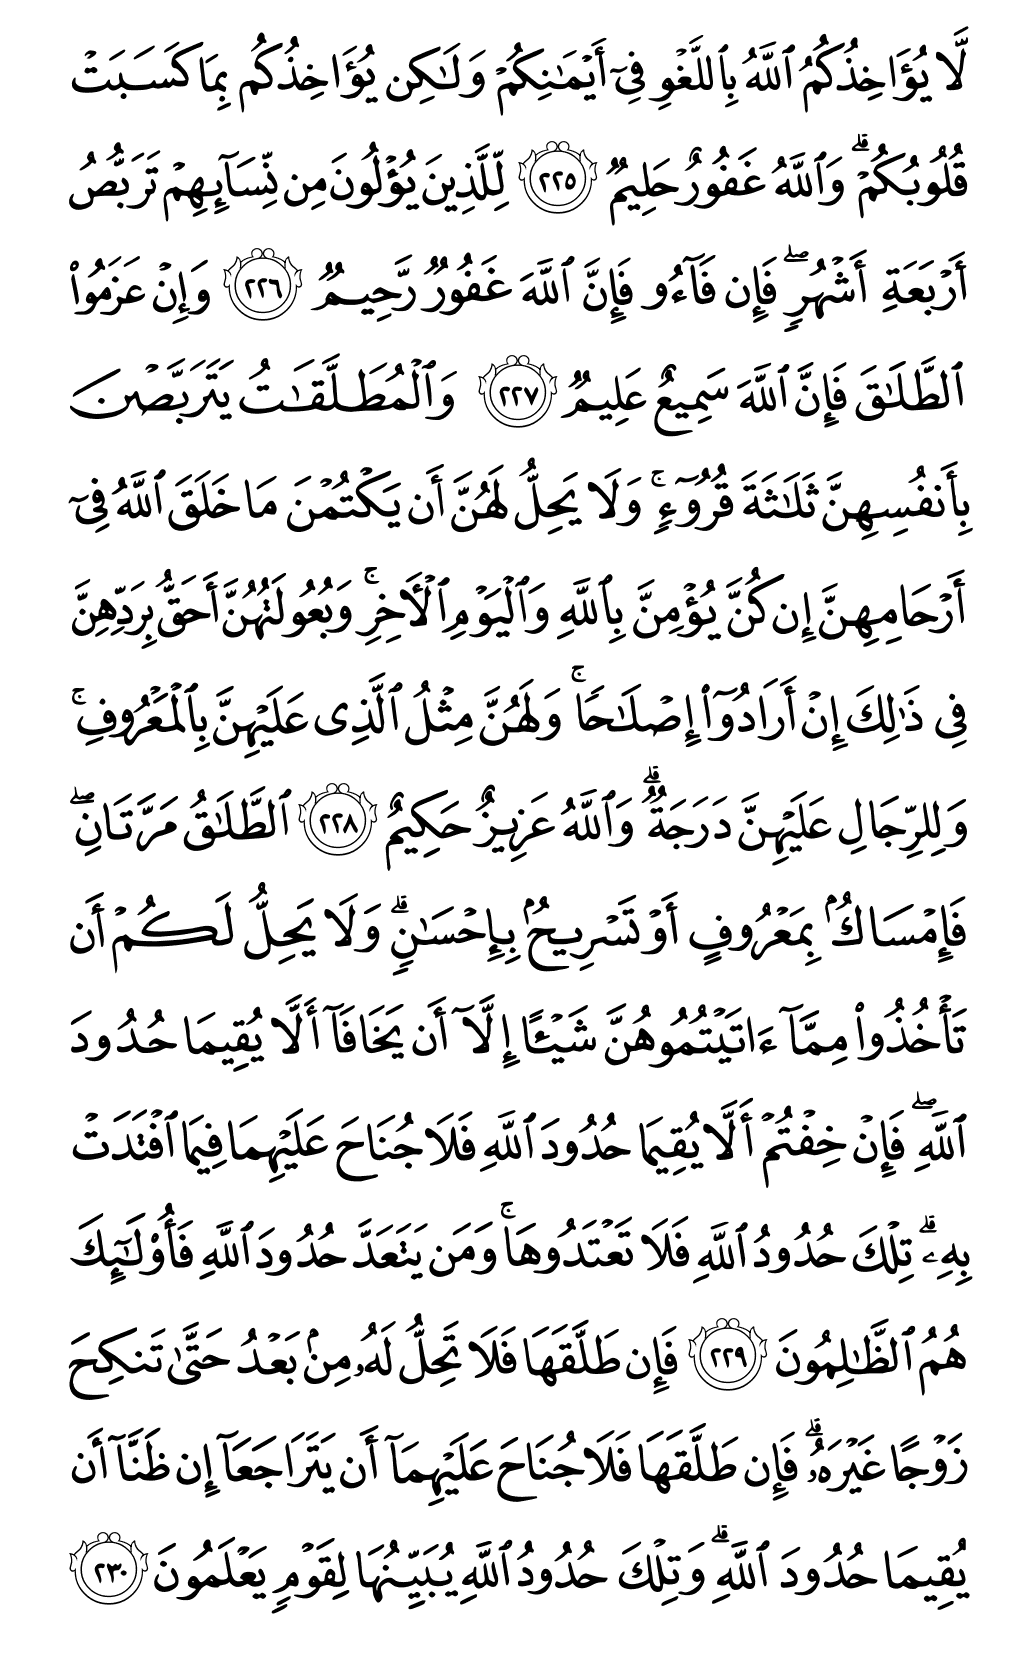 لَّا يُؤَاخِذُكُمُ ٱللَّهُ بِٱللَّغْوِ فِىٓ أَيْمَـٰنِكُمْ وَلَـٰكِن يُؤَاخِذُكُم بِمَا كَسَبَتْ
قُلُوبُكُمْ ۗ وَٱللَّهُ غَفُورٌ حَلِيمٌ ٢٢٥ لِّلَّذِينَ يُؤْلُونَ مِن نِّسَآئِهِمْ تَرَبُّصُ
أَرْبَعَةِ أَشْهُرٍ ۖ فَإِن فَآءُو فَإِنَّ ٱللَّهَ غَفُورٌ رَّحِيمٌ ٢٢٦ وَإِنْ عَزَمُوا۟
ٱلطَّلَـٰقَ فَإِنَّ ٱللَّهَ سَمِيعٌ عَلِيمٌ ٢٢٧ وَٱلْمُطَلَّقَـٰتُ يَتَرَبَّصْنَ
بِأَنفُسِهِنَّ ثَلَـٰثَةَ قُرُوٓءٍ ۚ وَلَا يَحِلُّ لَهُنَّ أَن يَكْتُمْنَ مَا خَلَقَ ٱللَّهُ فِىٓ
أَرْحَامِهِنَّ إِن كُنَّ يُؤْمِنَّ بِٱللَّهِ وَٱلْيَوْمِ ٱلْـَٔاخِرِ ۚ وَبُعُولَتُهُنَّ أَحَقُّ بِرَدِّهِنَّ
فِى ذَٰلِكَ إِنْ أَرَادُوٓا۟ إِصْلَـٰحًا ۚ وَلَهُنَّ مِثْلُ ٱلَّذِى عَلَيْهِنَّ بِٱلْمَعْرُوفِ ۚ
وَلِلرِّجَالِ عَلَيْهِنَّ دَرَجَةٌ ۗ وَٱللَّهُ عَزِيزٌ حَكِيمٌ ٢٢٨ ٱلطَّلَـٰقُ مَرَّتَانِ ۖ
فَإِمْسَاكٌۢ بِمَعْرُوفٍ أَوْ تَسْرِيحٌۢ بِإِحْسَـٰنٍ ۗ وَلَا يَحِلُّ لَكُمْ أَن
تَأْخُذُوا۟ مِمَّآ ءَاتَيْتُمُوهُنَّ شَيْـًٔا إِلَّآ أَن يَخَافَآ أَلَّا يُقِيمَا حُدُودَ
ٱللَّهِ ۖ فَإِنْ خِفْتُمْ أَلَّا يُقِيمَا حُدُودَ ٱللَّهِ فَلَا جُنَاحَ عَلَيْهِمَا فِيمَا ٱفْتَدَتْ
بِهِۦ ۗ تِلْكَ حُدُودُ ٱللَّهِ فَلَا تَعْتَدُوهَا ۚ وَمَن يَتَعَدَّ حُدُودَ ٱللَّهِ فَأُو۟لَـٰٓئِكَ
هُمُ ٱلظَّـٰلِمُونَ ٢٢٩ فَإِن طَلَّقَهَا فَلَا تَحِلُّ لَهُۥ مِنۢ بَعْدُ حَتَّىٰ تَنكِحَ
زَوْجًا غَيْرَهُۥ ۗ فَإِن طَلَّقَهَا فَلَا جُنَاحَ عَلَيْهِمَآ أَن يَتَرَاجَعَآ إِن ظَنَّآ أَن
يُقِيمَا حُدُودَ ٱللَّهِ ۗ وَتِلْكَ حُدُودُ ٱللَّهِ يُبَيِّنُهَا لِقَوْمٍ يَعْلَمُونَ ٢٣٠